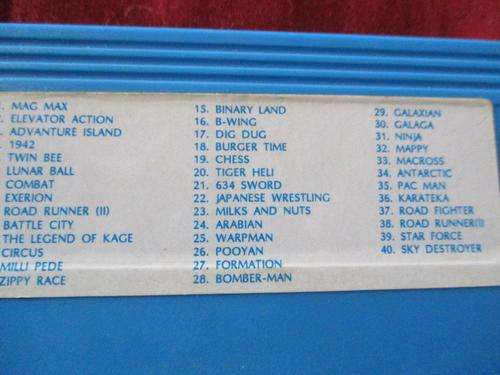 MAG MAX
ELEVATOR ACTION
ADVANTURE ISLAND
1942
TWIN BEE
LUNAR BALL
COMBAT
EXERION
ROAD RUNNER (II)
BATTLE CITY
THE LEGEND OF KAGE
CIRCUS
MILLI PEDE
ZIPPY RACE
15. BINARY LAND
16. B-WING
17. DIG DUG
18. BURGER TIME
19. CHESS
20. TIGER HELI
21. 634 SWORD
22. JAPANESE WRESTLING
23. MILKS AND NUTS
24. ARABIAN
25. WARPMAN
26. POOYAN
27. FORMATION
28. BOMBER-MAN
29. GALAXIAN
30. GALAGA
31. NINJA
32. MAPPY
33. MACROSS
34. ANTARCTIC
35. PAC MAN
36. KARATEKA
37. ROAD FIGHTER
38. ROAD RUNNER(I)
39. STAR FORCE
40. SKY DESTROYER